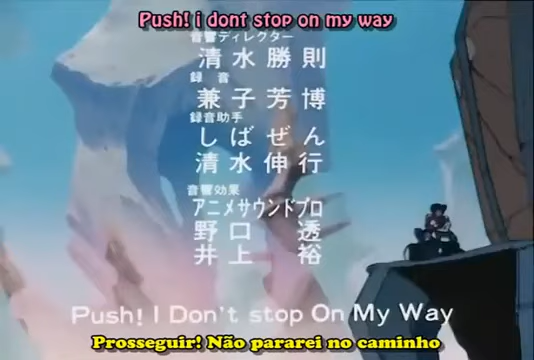 Push! i dont stop on my way
音響ディレクター
清水勝則
録音
兼子芳博
録音助手
しばぜん
清水伸行
音響効果
アニメサウンドプロ
野口透
井上裕
Push! I Don't stop On My Way
Prosseguir! Não pararei no caminho